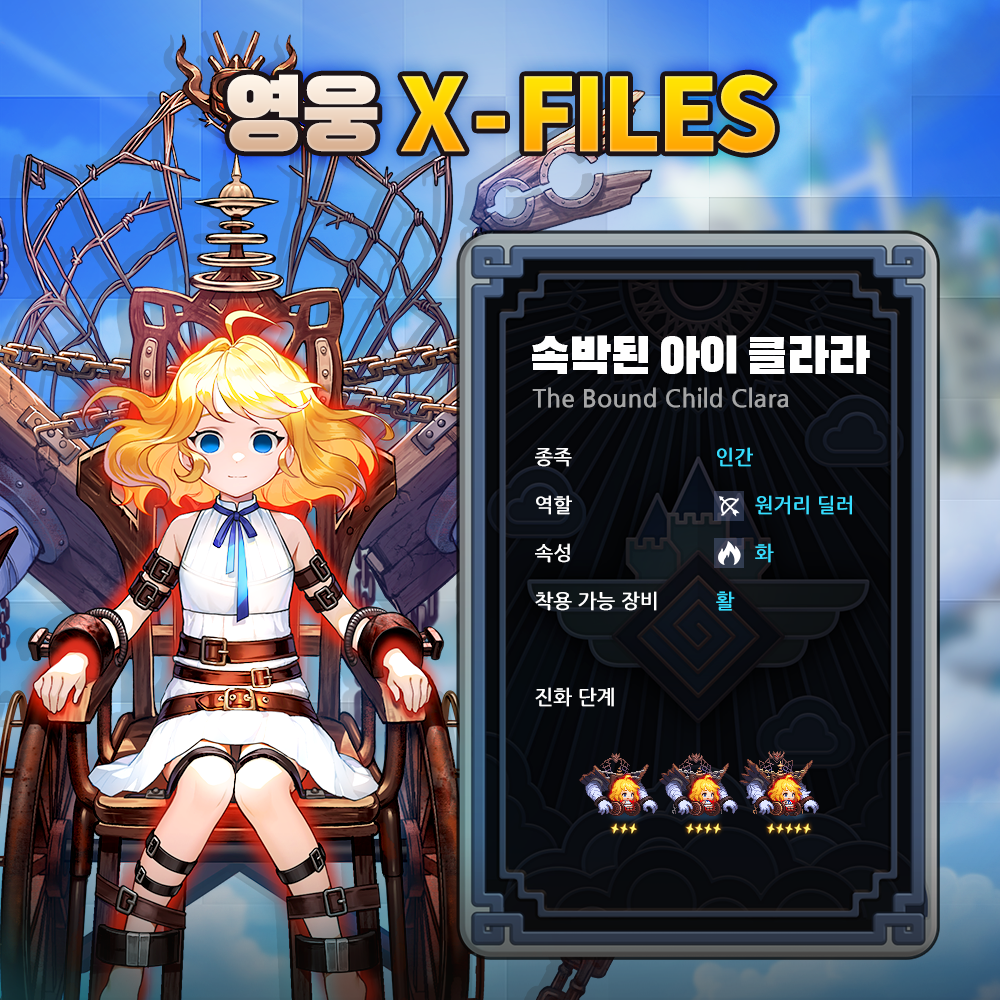 영웅 X-FILES
속박된 아이 클라라
The Bound Child Clara
종족 인간
역할 원거리 딜러
속성 화
착용 가능 장비 활
진화 단계